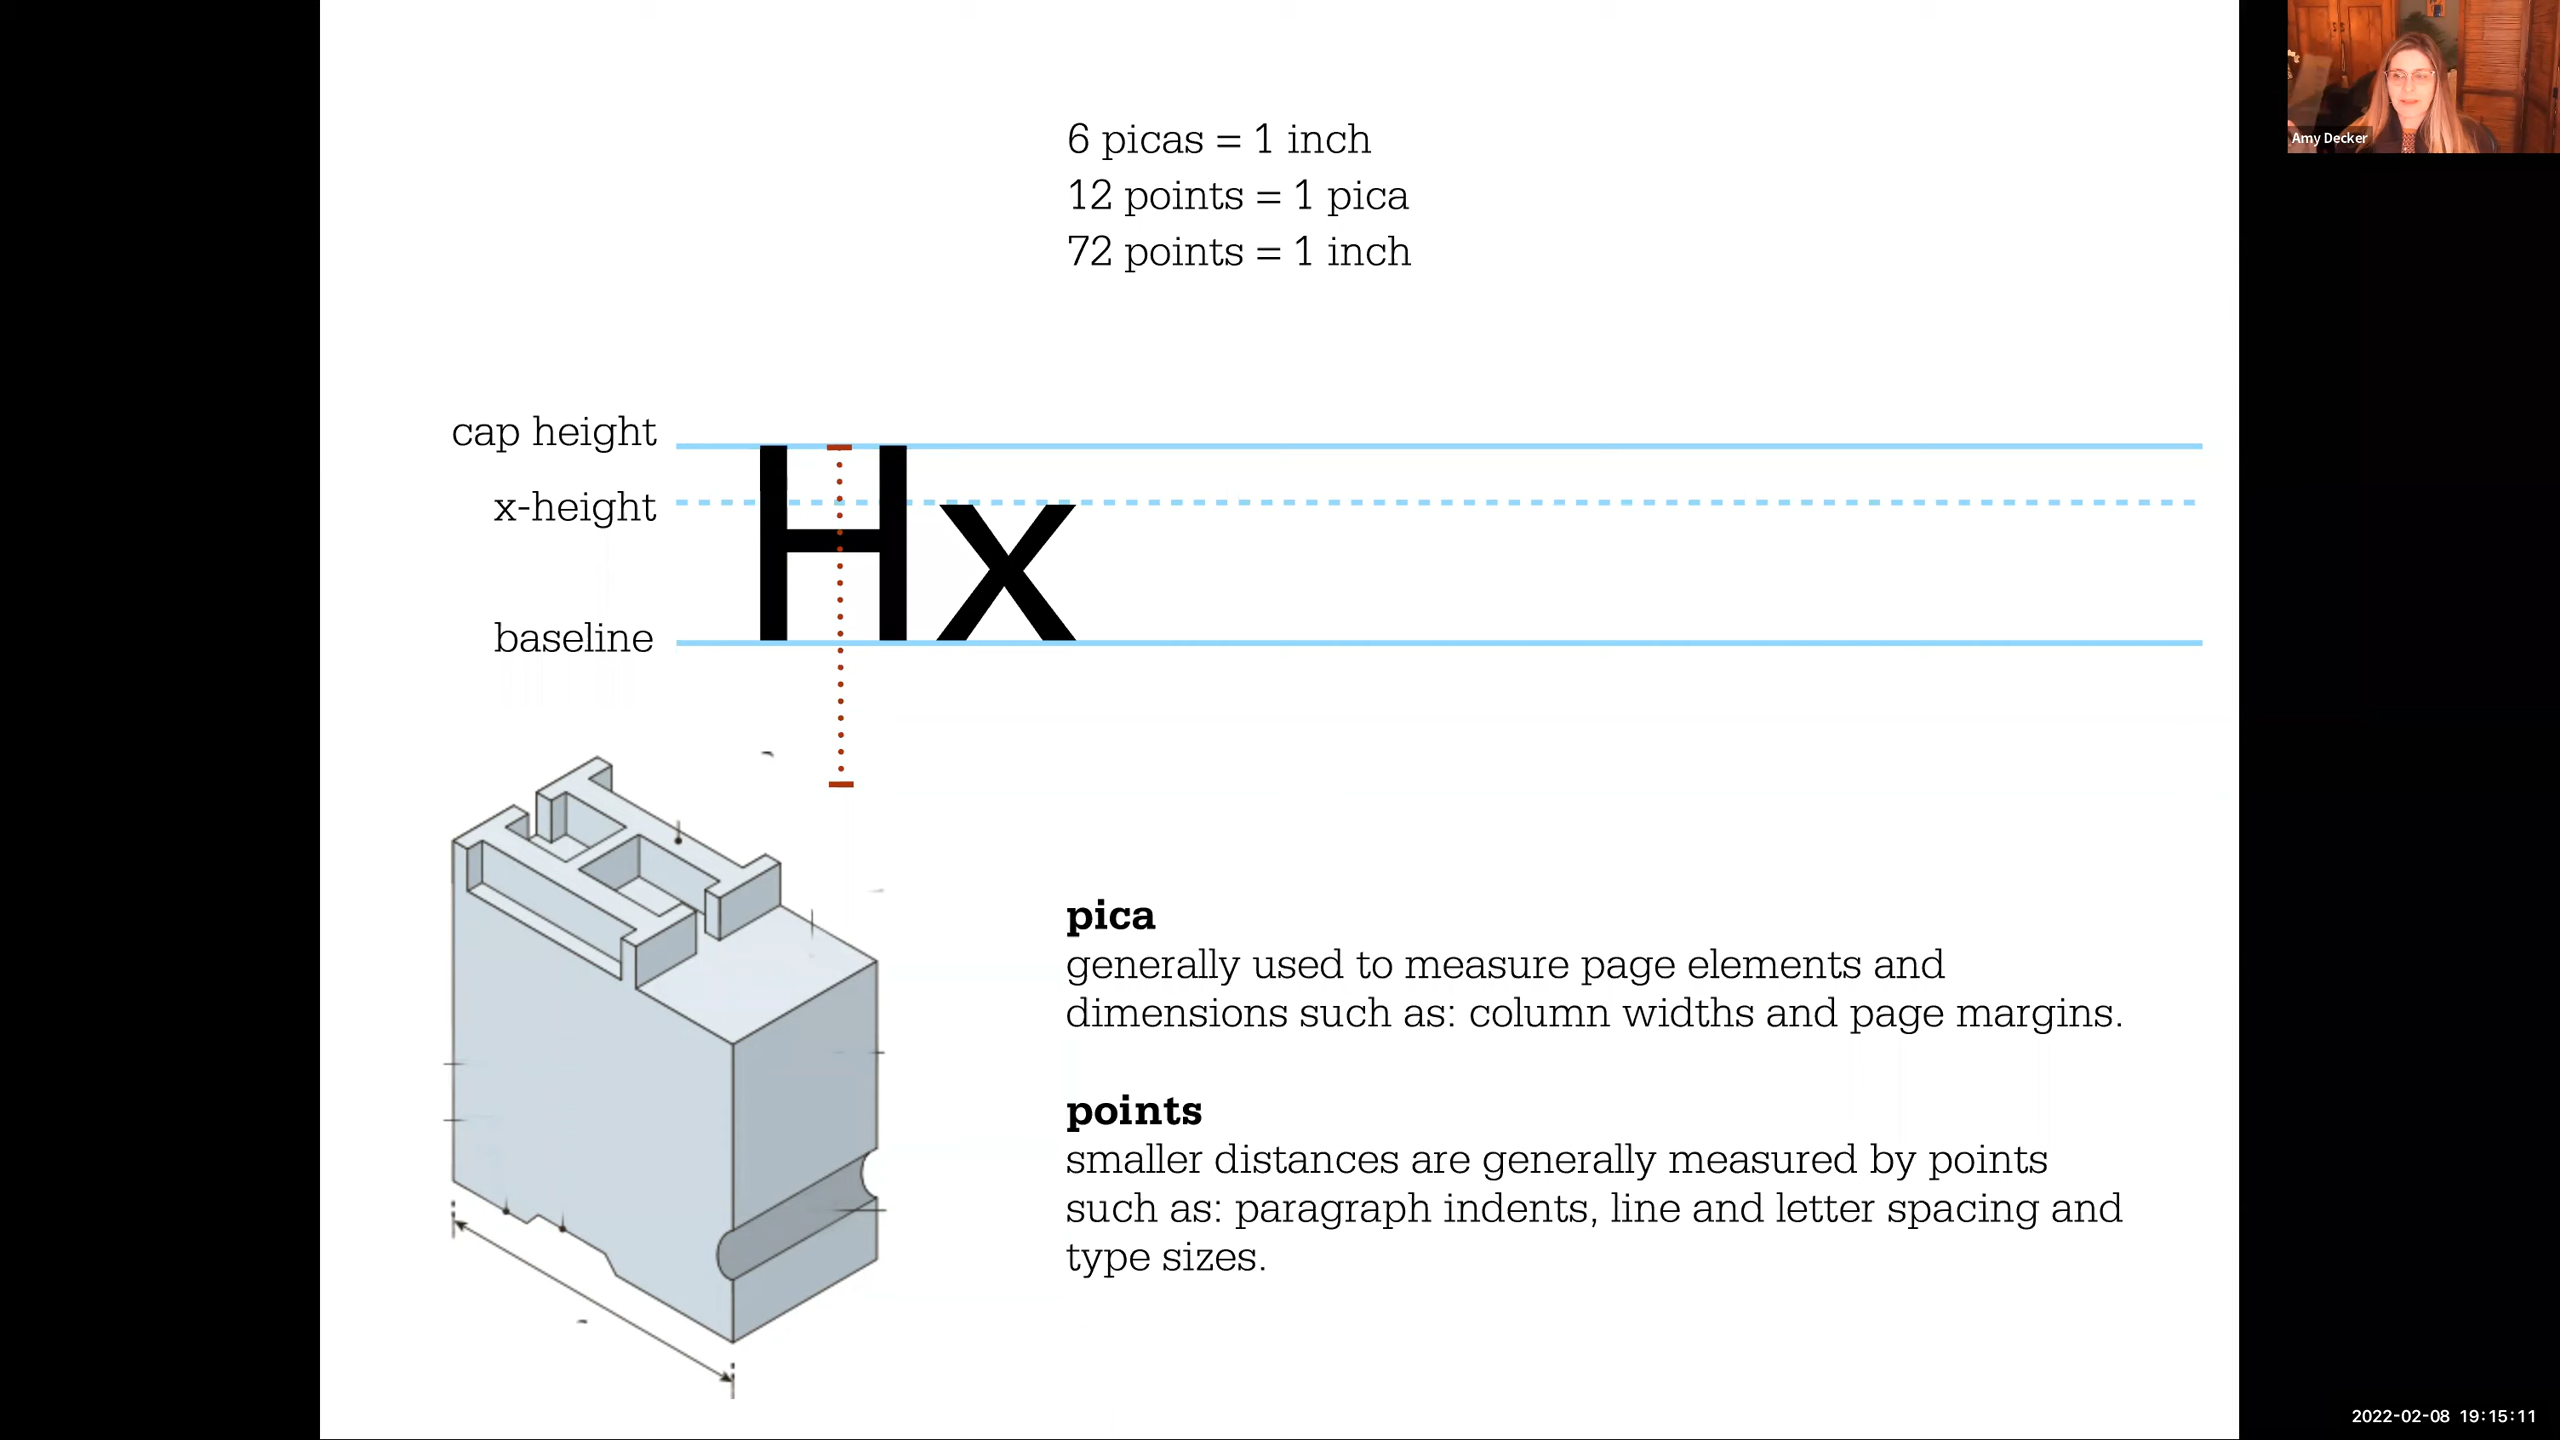 6 picas = 1 inch
12 points = 1 pica
72 points = 1 inch
cap height
x-height
baseline
Hx
pica
generally used to measure page elements and
dimensions such as: column widths and page margins.
points
smaller distances are generally measured by points
such as: paragraph indents, line and letter spacing and
type sizes.
Amy Decker
2022-02-08 19:15:11